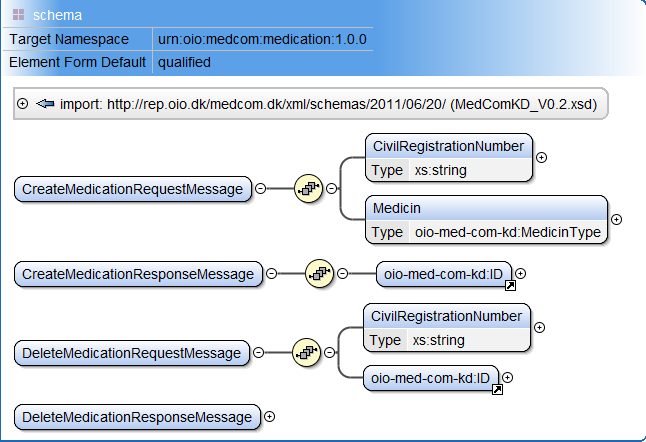 schema
Target Namespace urn:oio:medcom:medication:1.0.0
Element Form Default qualified
import: http://rep.oio.dk/medcom.dk/xml/schemas/2011/06/20/ (MedComKD_V0.2.xsd)
CreateMedicationRequestMessage
CivilRegistrationNumber
Type xs:string
Medicin
Type oio-med-com-kd:MedicinType
CreateMedicationResponseMessage
oio-med-com-kd:ID
DeleteMedicationRequestMessage
CivilRegistrationNumber
Type xs:string
oio-med-com-kd:ID
DeleteMedicationResponseMessage